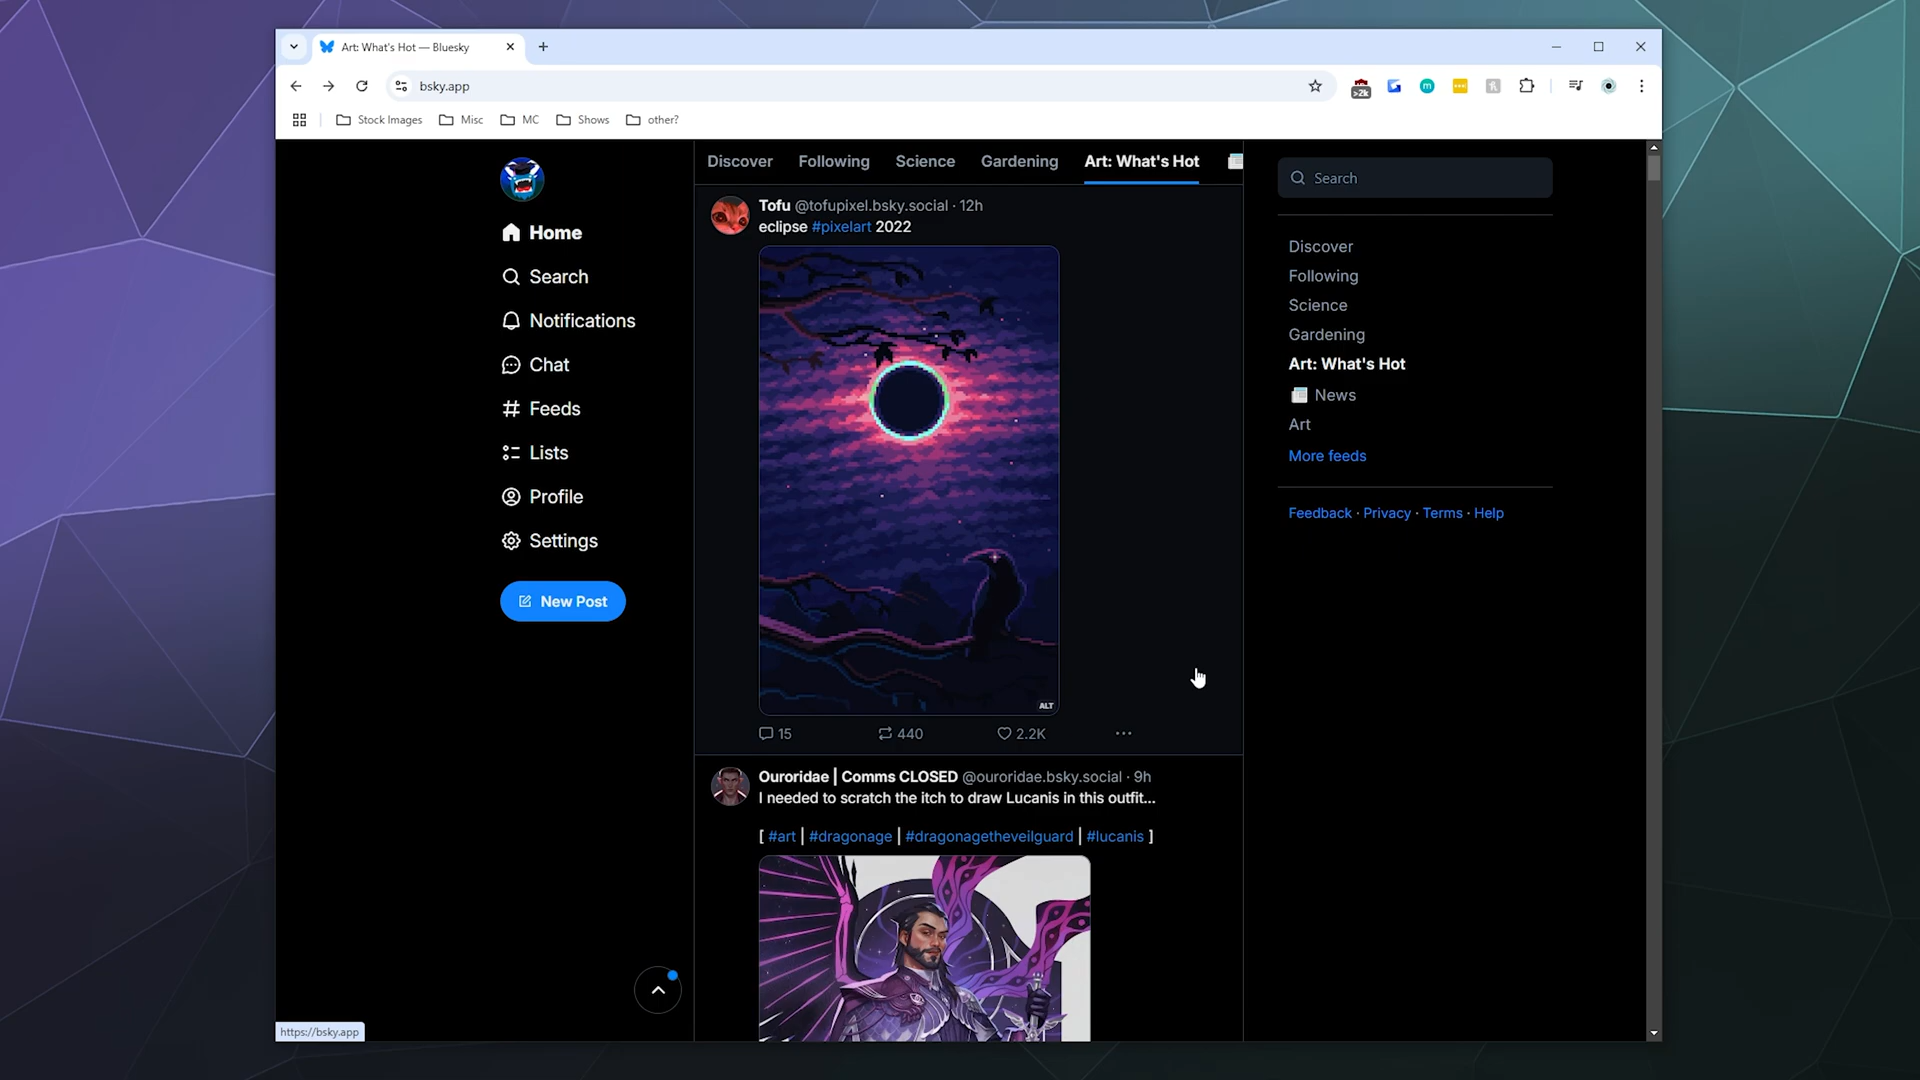 Art: What's Hot — Bluesky
bsky.app
>2k
m
Stock Images
Misc
MC
Shows
other?
Home
Search
Notifications
Chat
Feeds
Lists
Profile
Settings
New Post
Discover
Following
Science
Gardening
Art: What's Hot
Tofu @tofupixel.bsky.social · 12h
eclipse #pixelart 2022
ALT
15
440
2.2K
Ouroridae | Comms CLOSED @ouroridae.bsky.social · 9h
I needed to scratch the itch to draw Lucanis in this outfit...
[ #art | #dragonage | #dragonagetheveilguard | #lucanis ]
Search
Discover
Following
Science
Gardening
Art: What's Hot
News
Art
More feeds
Feedback · Privacy · Terms · Help
https://bsky.app